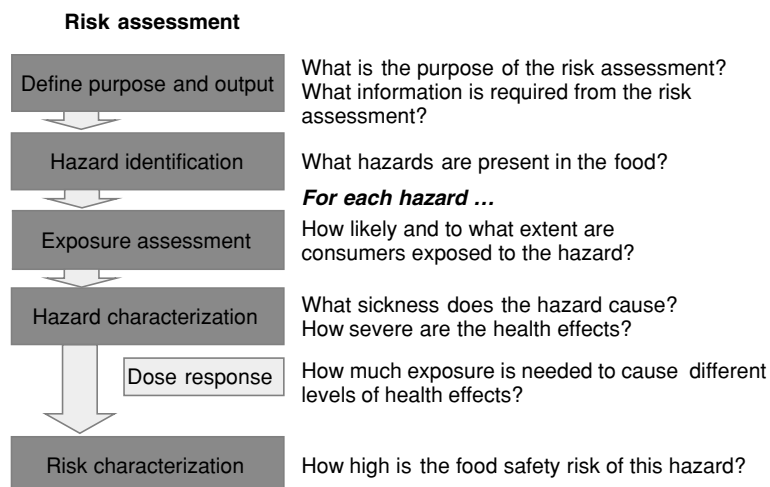 Risk assessment
Define purpose and output
What is the purpose of the risk assessment?
What information is required from the risk
assessment?
Hazard identification
What hazards are present in the food?
For each hazard …
Exposure assessment
How likely and to what extent are
consumers exposed to the hazard?
Hazard characterization
What sickness does the hazard cause?
How severe are the health effects?
Dose response
How much exposure is needed to cause different
levels of health effects?
Risk characterization
How high is the food safety risk of this hazard?